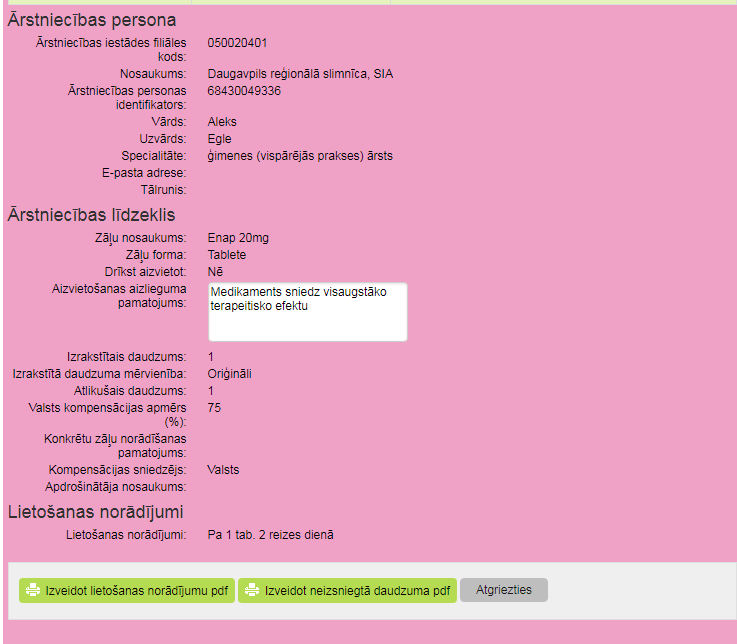 Ārstniecības persona
Ārstniecības iestādes filiāles kods: 050020401
Nosaukums: Daugavpils reģionālā slimnīca, SIA
Ārstniecības personas identifikators: 68430049336
Vārds: Aleks
Uzvārds: Egle
Specialitāte: ģimenes (vispārējās prakses) ārsts
E-pasta adrese:
Tālrunis:
Ārstniecības līdzeklis
Zāļu nosaukums: Enap 20mg
Zāļu forma: Tablete
Drīkst aizvietot: Nē
Aizvietošanas aizlieguma pamatojums: Medikaments sniedz visaugstāko
terapeitisko efektu
Izrakstītais daudzums: 1
Izrakstītā daudzuma mērvienība: Oriģināli
Atlikušais daudzums: 1
Valsts kompensācijas apmērs (%): 75
Konkrētu zāļu norādīšanas pamatojums:
Kompensācijas sniedzējs: Valsts
Apdrošinātāja nosaukums:
Lietošanas norādījumi
Lietošanas norādījumi: Pa 1 tab. 2 reizes dienā
Izveidot lietošanas norādījumu pdf Izveidot neizsniegtā daudzuma pdf Atgriezties